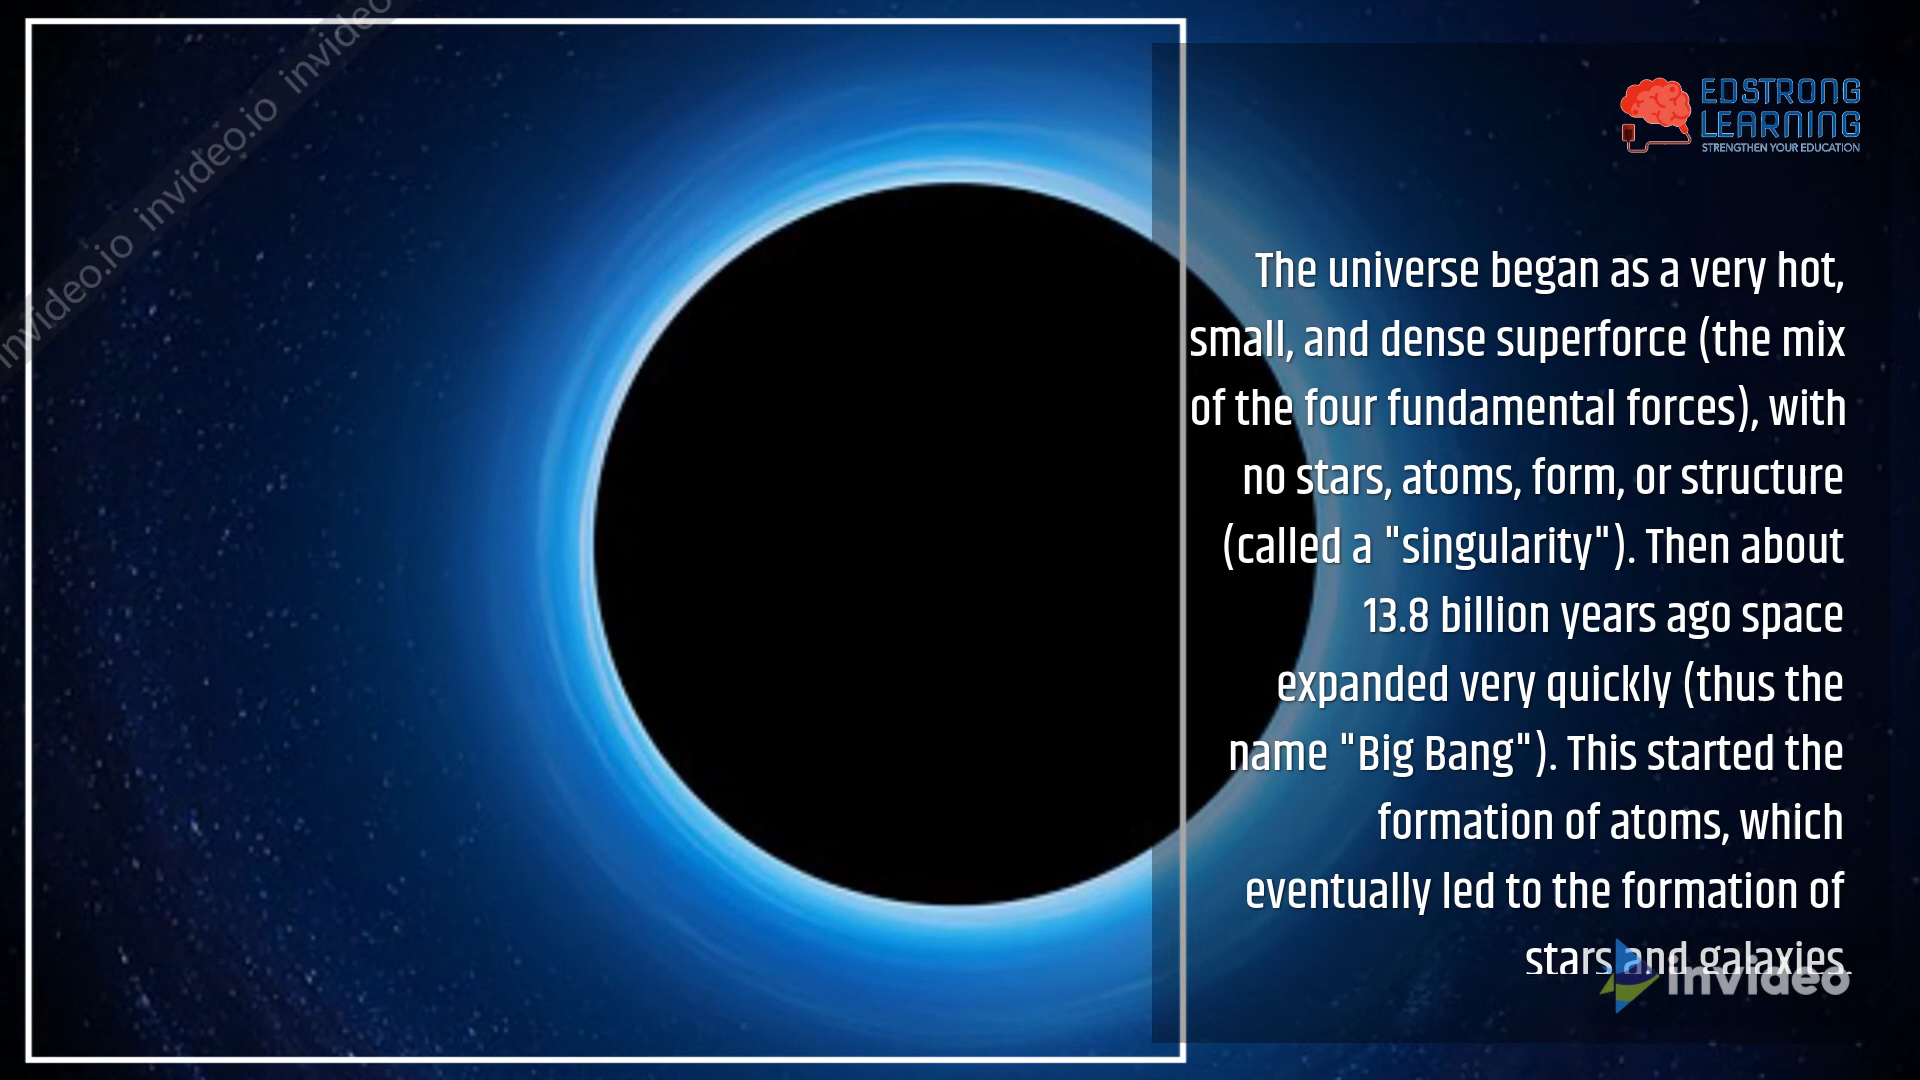 invideo.io invideo.io invideo
EDSTRONG
LEARNING
STRENGTHEN YOUR EDUCATION
The universe began as a very hot,
small, and dense superforce (the mix
of the four fundamental forces), with
no stars, atoms, form, or structure
(called a "singularity"). Then about
13.8 billion years ago space
expanded very quickly (thus the
name "Big Bang"). This started the
formation of atoms, which
eventually led to the formation of
stars and galaxies.
invideo